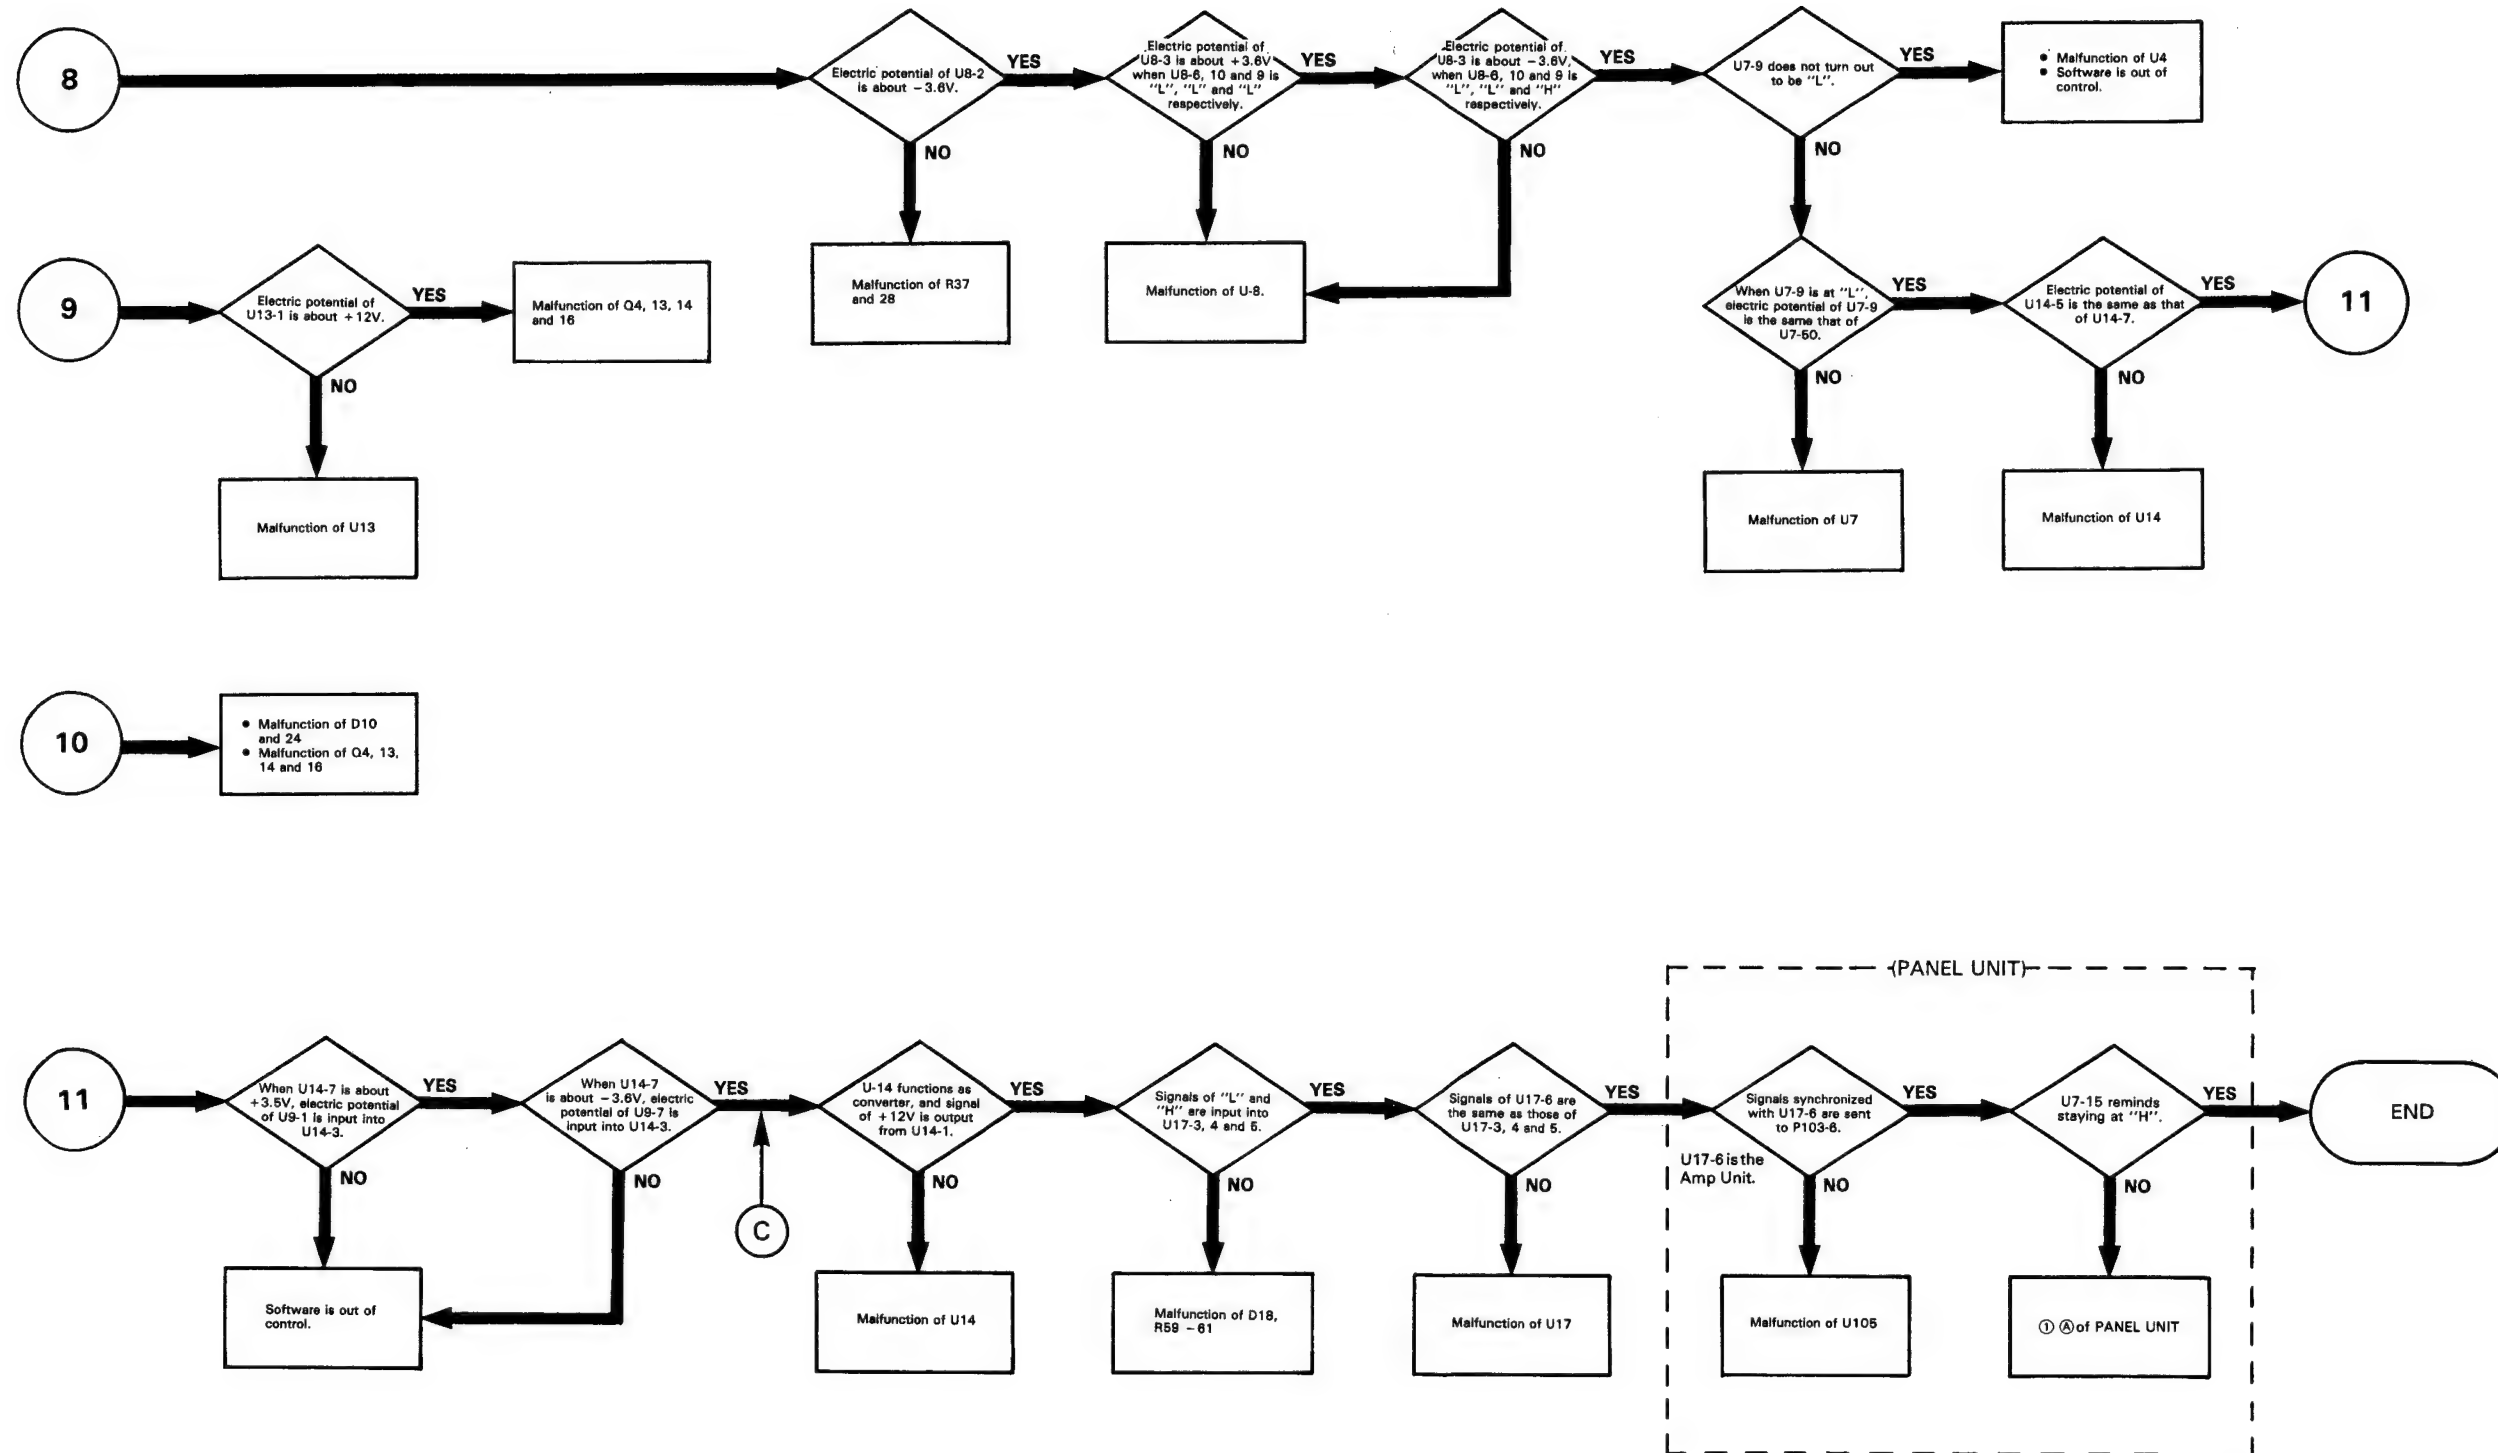 8
Electric potential of U8-2
is about −3.6V.
YES
NO
Malfunction of R37
and 28
Electric potential of
U8-3 is about +3.6V
when U8-6, 10 and 9 is
"L", "L" and "L"
respectively.
YES
NO
Malfunction of U-8.
Electric potential of
U8-3 is about −3.6V,
when U8-6, 10 and 9 is
"L", "L" and "H"
respectively.
YES
NO
U7-9 does not turn out
to be "L".
YES
NO
● Malfunction of U4
● Software is out of
control.
When U7-9 is at "L",
electric potential of U7-9
is the same that of
U7-50.
YES
NO
Malfunction of U7
Electric potential of
U14-5 is the same as that
of U14-7.
YES
NO
Malfunction of U14
11
9
Electric potential of
U13-1 is about +12V.
YES
NO
Malfunction of Q4, 13, 14
and 16
Malfunction of U13
10
● Malfunction of D10
and 24
● Malfunction of Q4, 13,
14 and 16
11
When U14-7 is about
+3.5V, electric potential
of U9-1 is input into
U14-3.
YES
NO
Software is out of
control.
When U14-7
is about −3.6V, electric
potential of U9-7 is
input into U14-3.
YES
NO
C
U-14 functions as
converter, and signal
of +12V is output
from U14-1.
YES
NO
Malfunction of U14
Signals of "L" and
"H" are input into
U17-3, 4 and 5.
YES
NO
Malfunction of D18,
R59 −61
Signals of U17-6 are
the same as those of
U17-3, 4 and 5.
YES
NO
Malfunction of U17
(PANEL UNIT)
Signals synchronized
with U17-6 are sent
to P103-6.
YES
NO
U17-6 is the
Amp Unit.
Malfunction of U105
U7-15 reminds
staying at "H".
YES
NO
① Ⓐ of PANEL UNIT
END